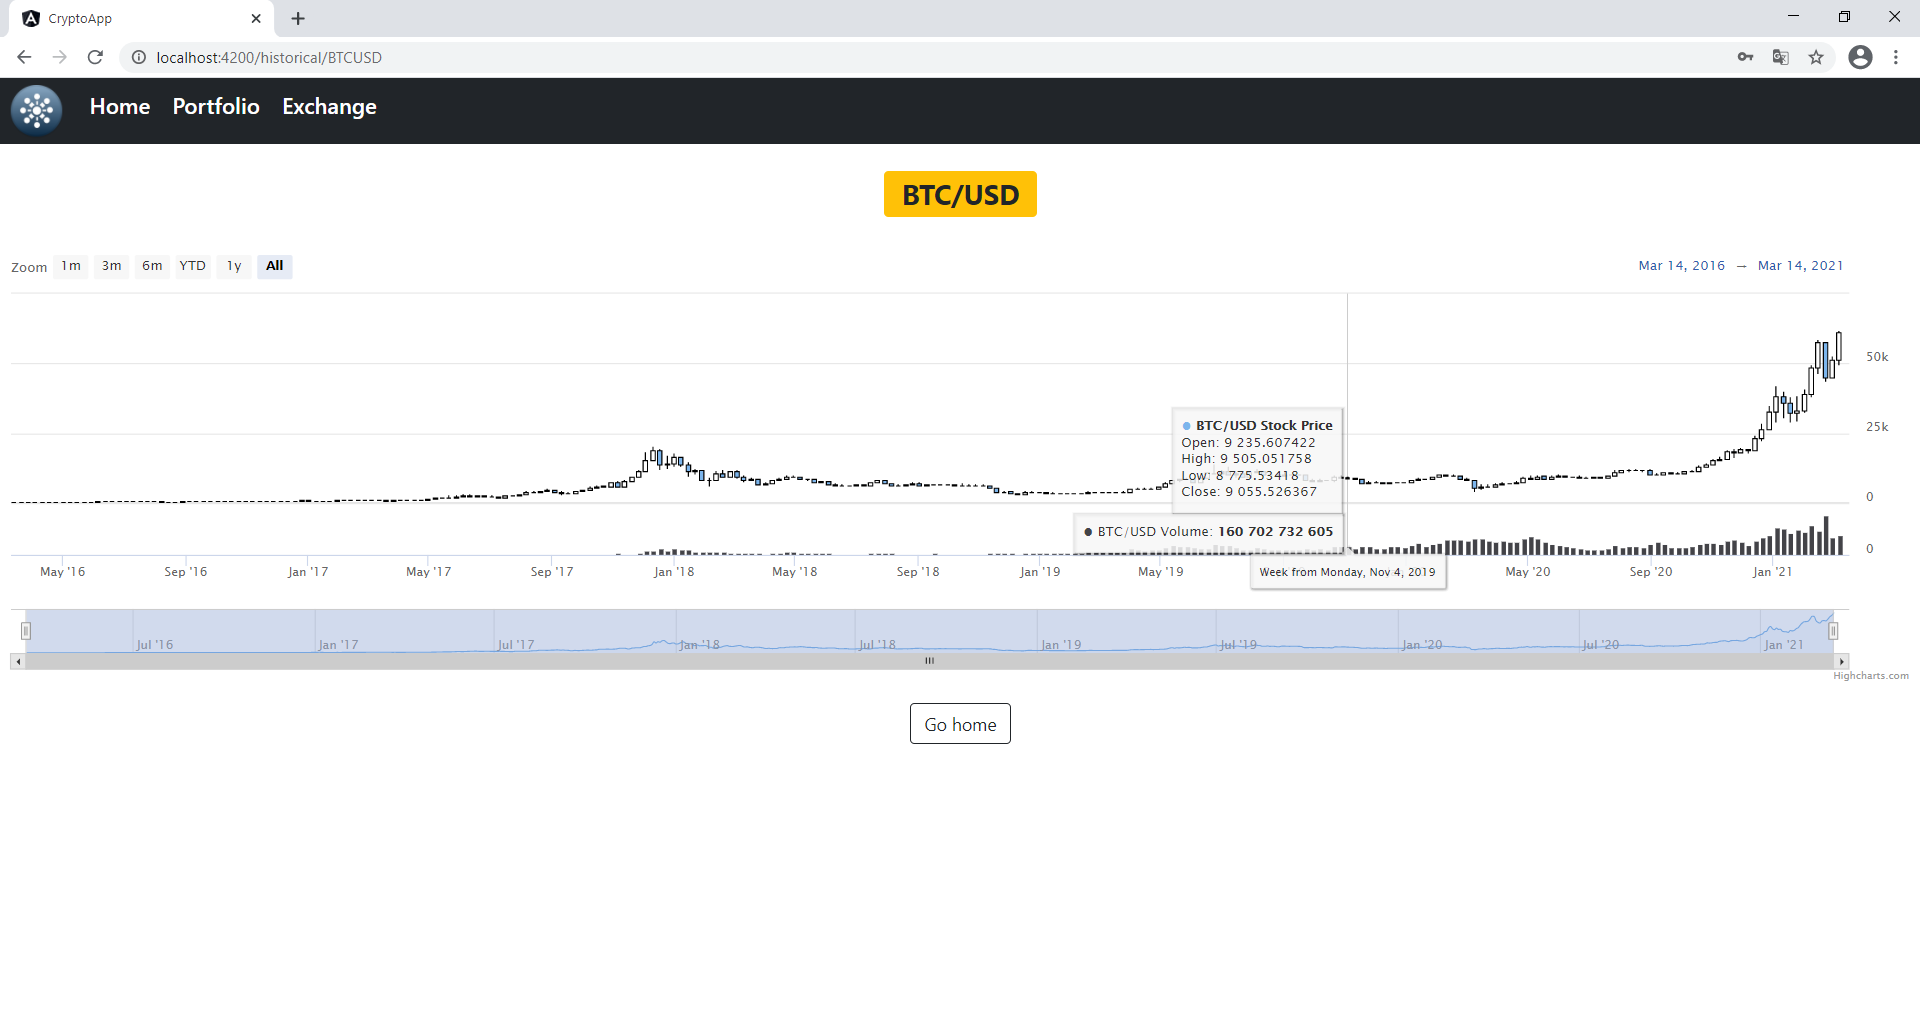 CryptoApp
localhost:4200/historical/BTCUSD
Home Portfolio Exchange
BTC/USD
Zoom 1m 3m 6m YTD 1y All
Mar 14, 2016 → Mar 14, 2021
50k
25k
0
BTC/USD Stock Price
Open: 9 235.607422
High: 9 505.051758
Low: 8 775.53418
Close: 9 055.526367
BTC/USD Volume: 160 702 732 605
0
May '16 Sep '16 Jan '17 May '17 Sep '17 Jan '18 May '18 Sep '18 Jan '19 May '19 May '20 Sep '20 Jan '21
Week from Monday, Nov 4, 2019
Jul '16 Jan '17 Jul '17 Jan '18 Jul '18 Jan '19 Jul '19 Jan '20 Jul '20 Jan '21
Highcharts.com
Go home